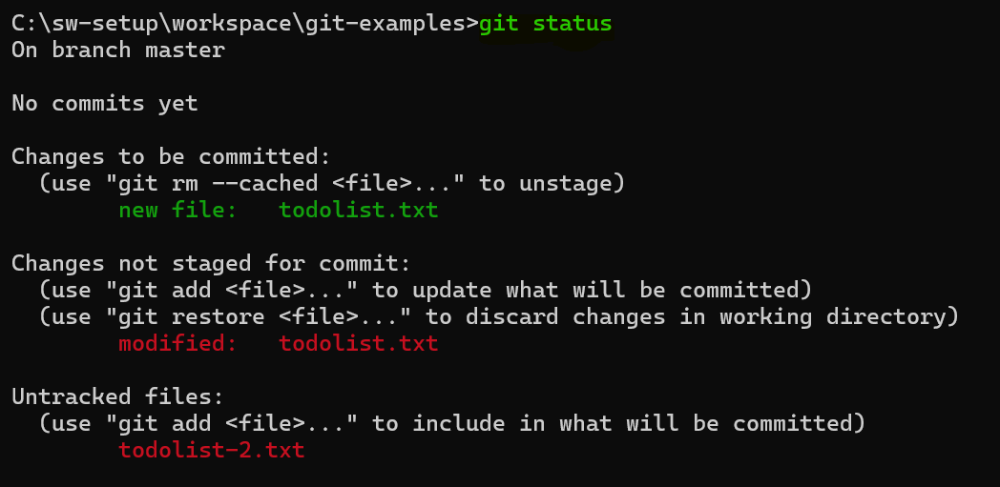 C:\sw-setup\workspace\git-examples>git status
On branch master

No commits yet

Changes to be committed:
  (use "git rm --cached <file>..." to unstage)
        new file:   todolist.txt

Changes not staged for commit:
  (use "git add <file>..." to update what will be committed)
  (use "git restore <file>..." to discard changes in working directory)
        modified:   todolist.txt

Untracked files:
  (use "git add <file>..." to include in what will be committed)
        todolist-2.txt